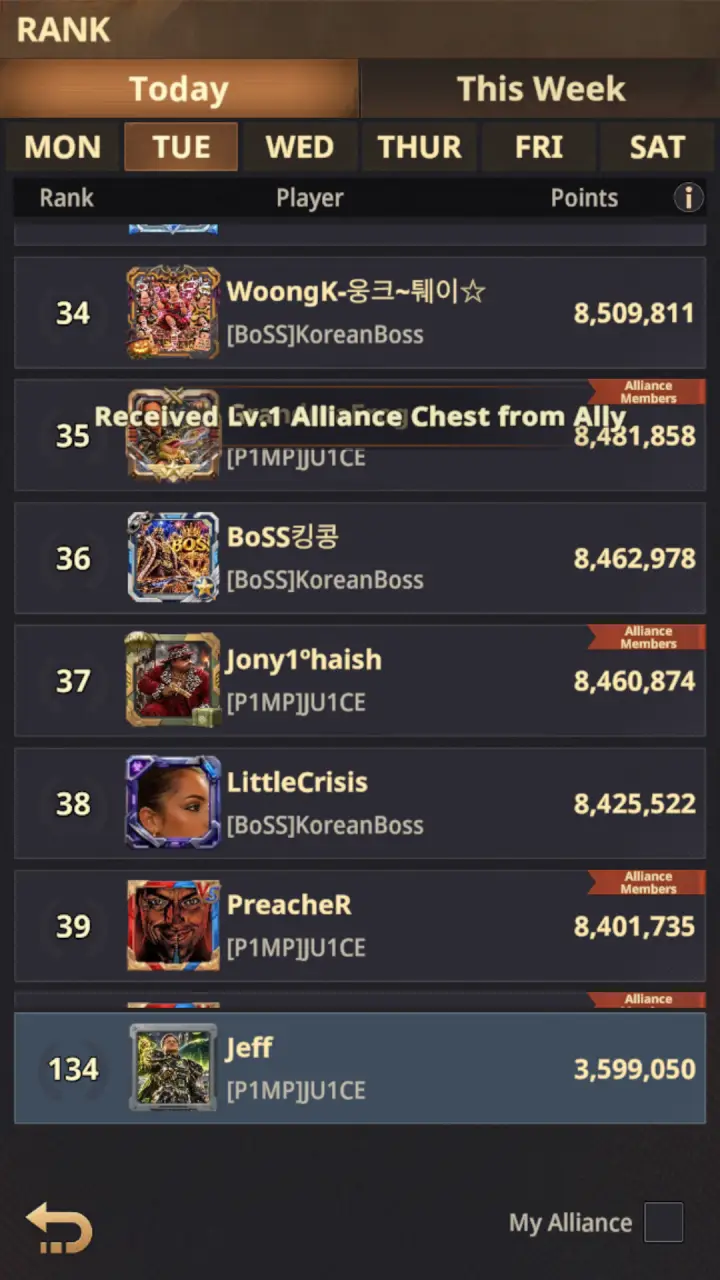 RANK
Today
This Week
MON TUE WED THUR FRI SAT
Rank Player Points
34 WoongK-웅크~퉤이☆ 8,509,811
[BoSS]KoreanBoss
Alliance Members
Received Lv.1 Alliance Chest from Ally
35 8,481,858
[P1MP]JU1CE
36 BoSS킹콩 8,462,978
[BoSS]KoreanBoss
Alliance Members
37 Jony1ºhaish 8,460,874
[P1MP]JU1CE
38 LittleCrisis 8,425,522
[BoSS]KoreanBoss
Alliance Members
39 PreacheR 8,401,735
[P1MP]JU1CE
Alliance
134 Jeff 3,599,050
[P1MP]JU1CE
My Alliance